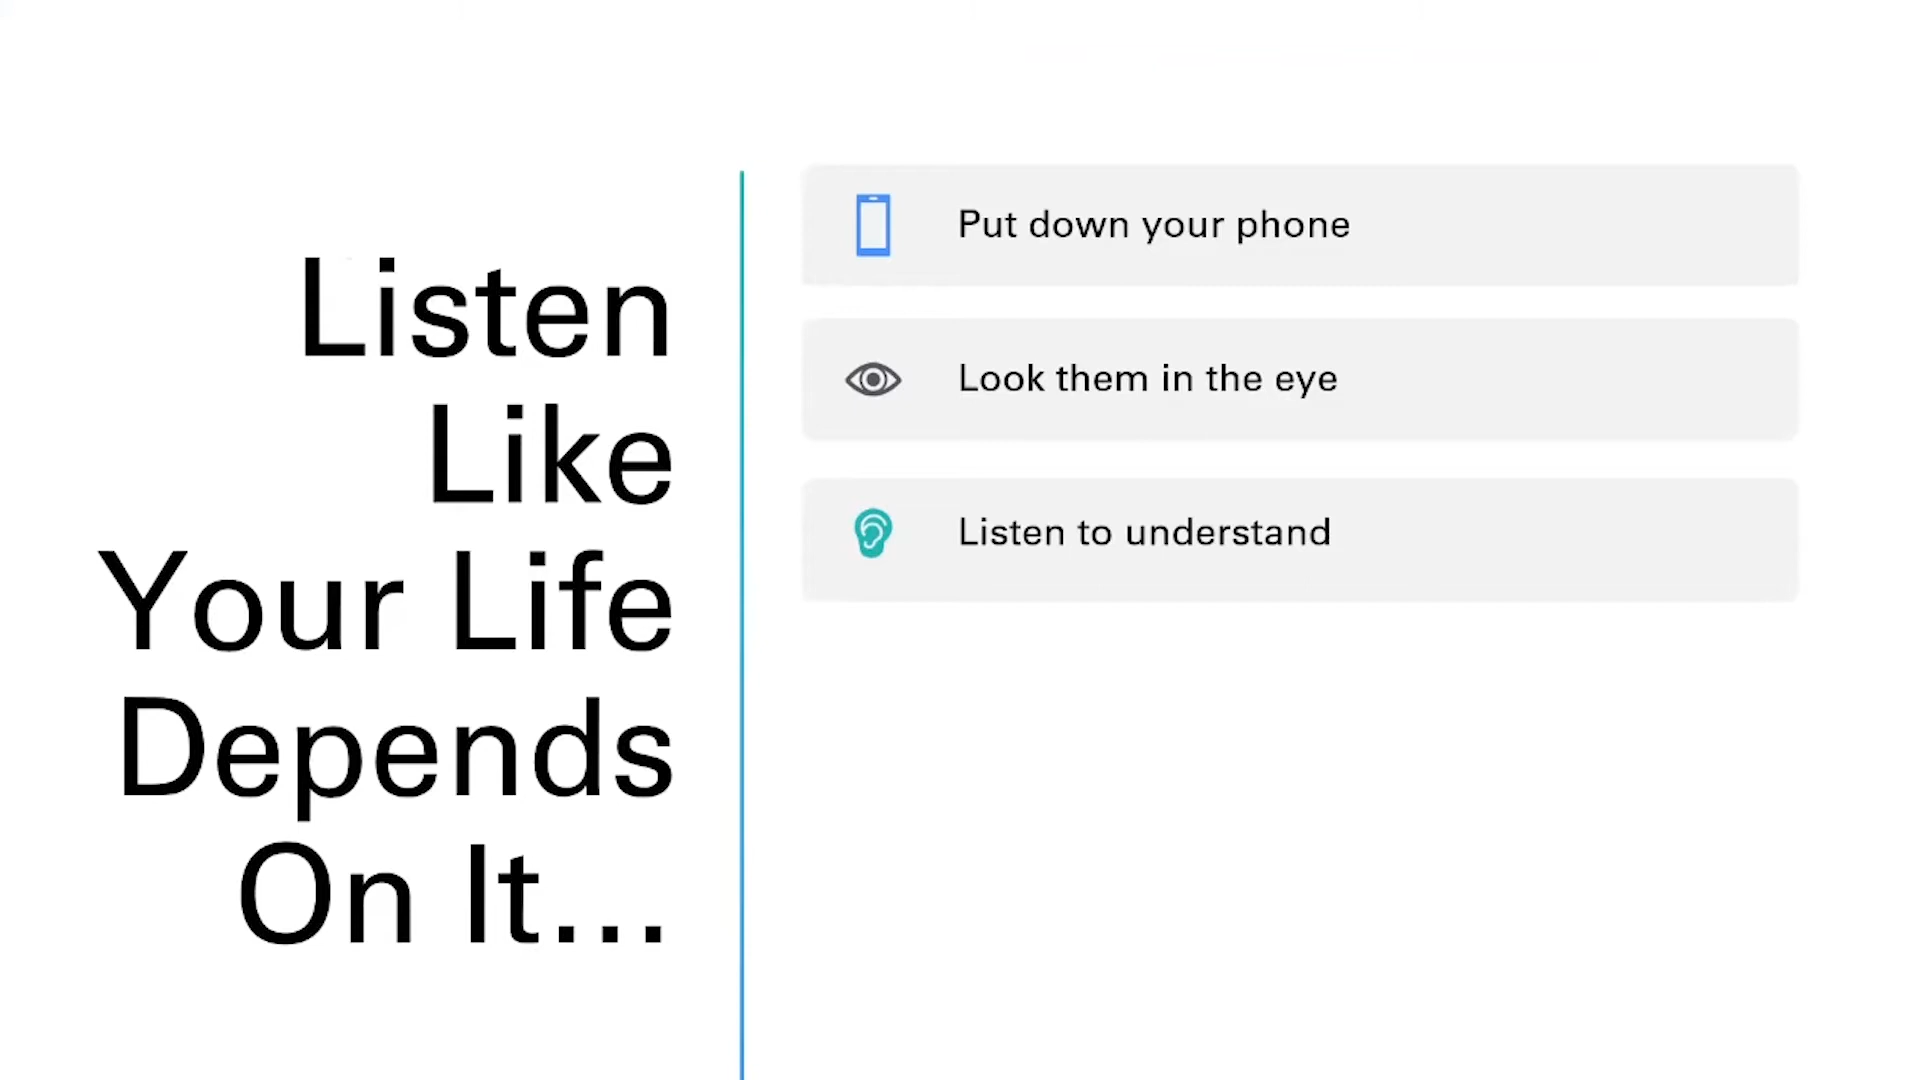 Listen
Like
Your Life
Depends
On It...
Put down your phone
Look them in the eye
Listen to understand